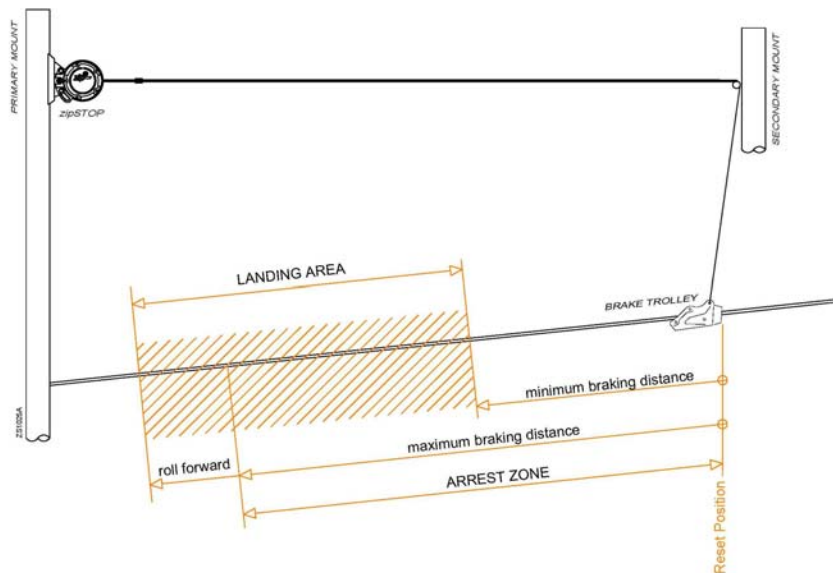 PRIMARY MOUNT
zipSTOP
SECONDARY MOUNT
LANDING AREA
BRAKE TROLLEY
minimum braking distance
maximum braking distance
roll forward
ARREST ZONE
Reset Position
ZS1025A